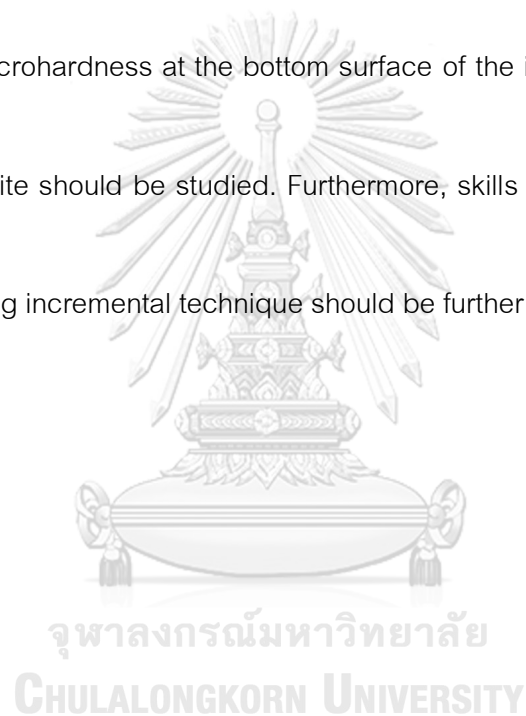 crohardness at the bottom surface of the i
ite should be studied. Furthermore, skills
g incremental technique should be further
จุฬาลงกรณ์มหาวิทยาลัย
CHULALONGKORN UNIVERSITY